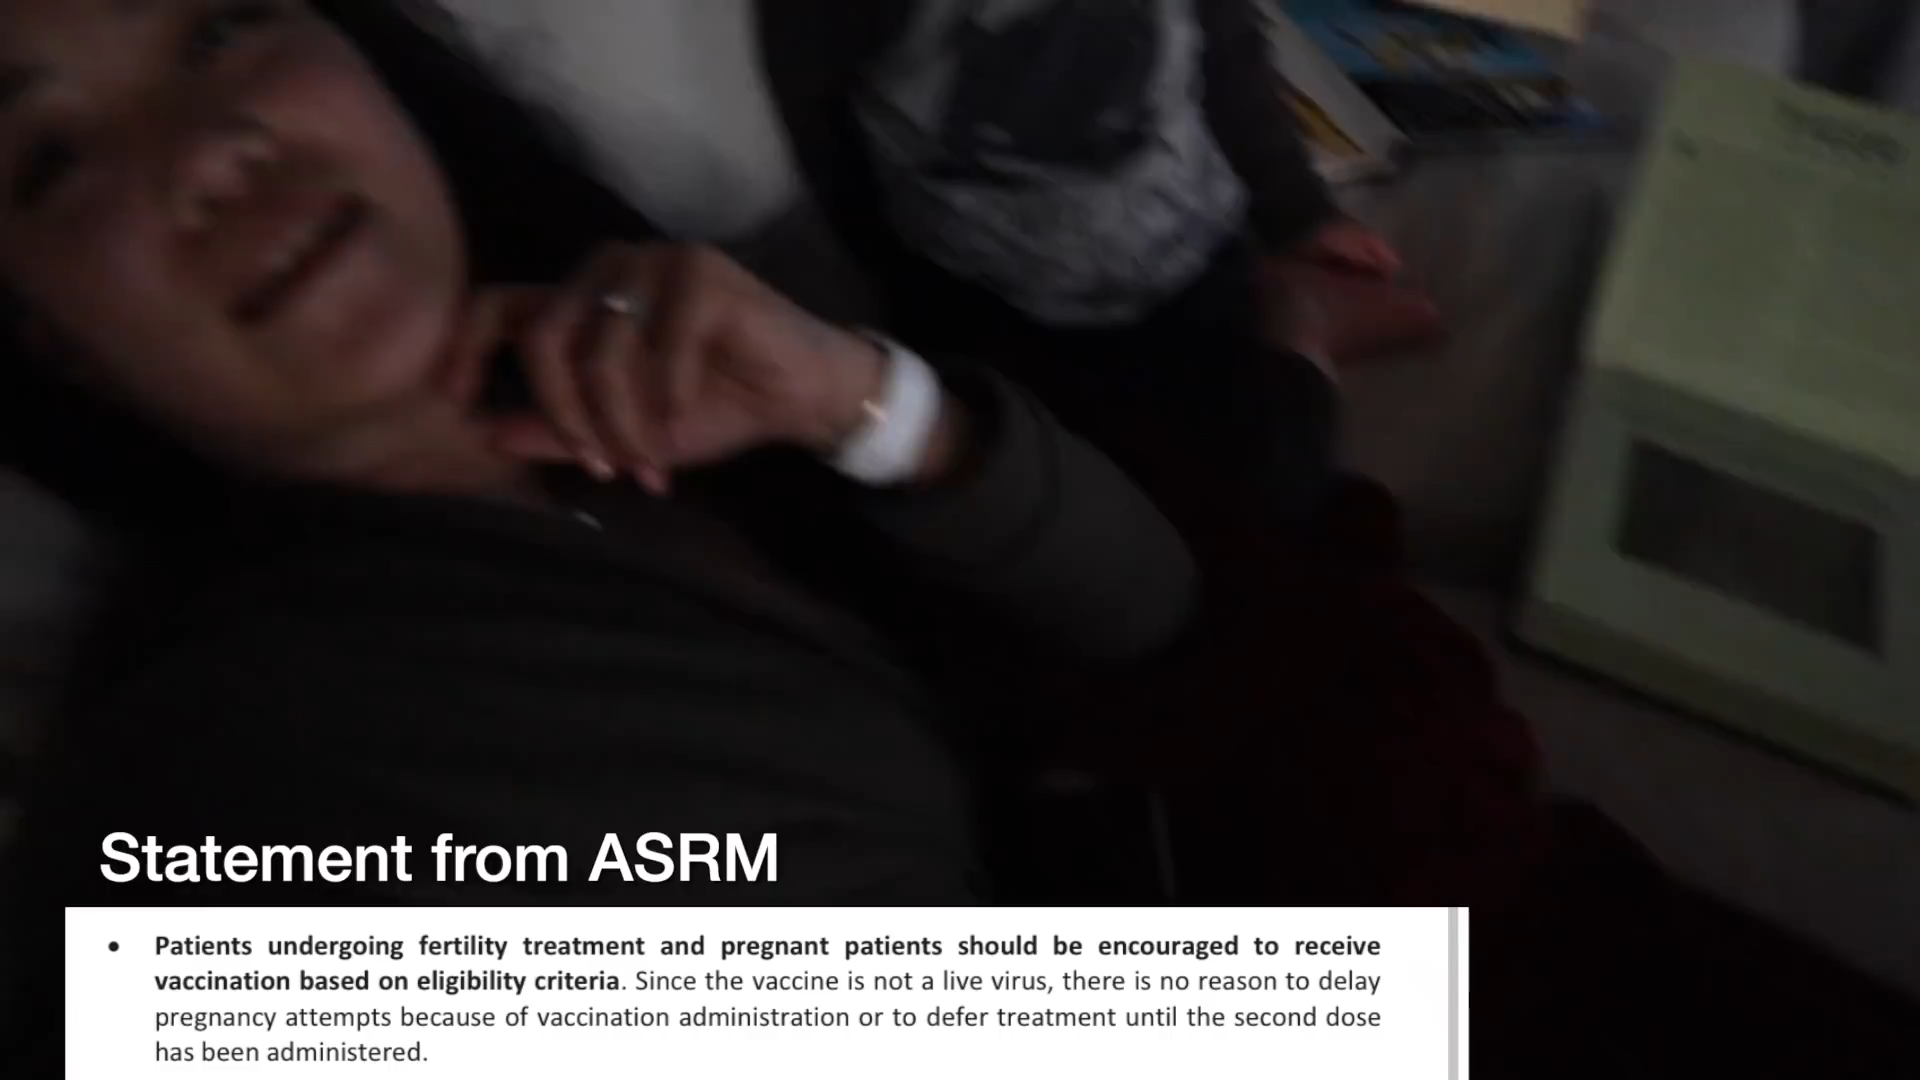 Statement from ASRM
• Patients undergoing fertility treatment and pregnant patients should be encouraged to receive
vaccination based on eligibility criteria. Since the vaccine is not a live virus, there is no reason to delay
pregnancy attempts because of vaccination administration or to defer treatment until the second dose
has been administered.